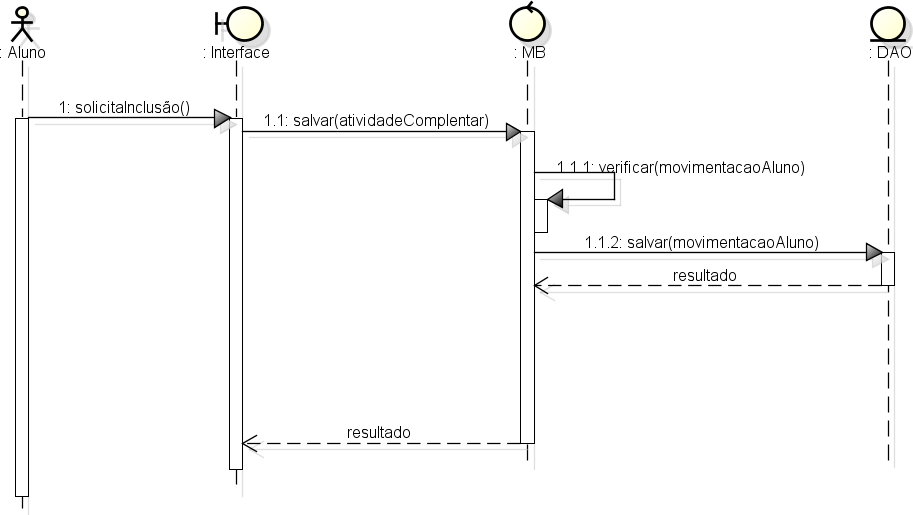 : Aluno
: Interface
: MB
: DAO
1: solicitaInclusão()
1.1: salvar(atividadeComplentar)
1.1.1: verificar(movimentacaoAluno)
1.1.2: salvar(movimentacaoAluno)
resultado
resultado